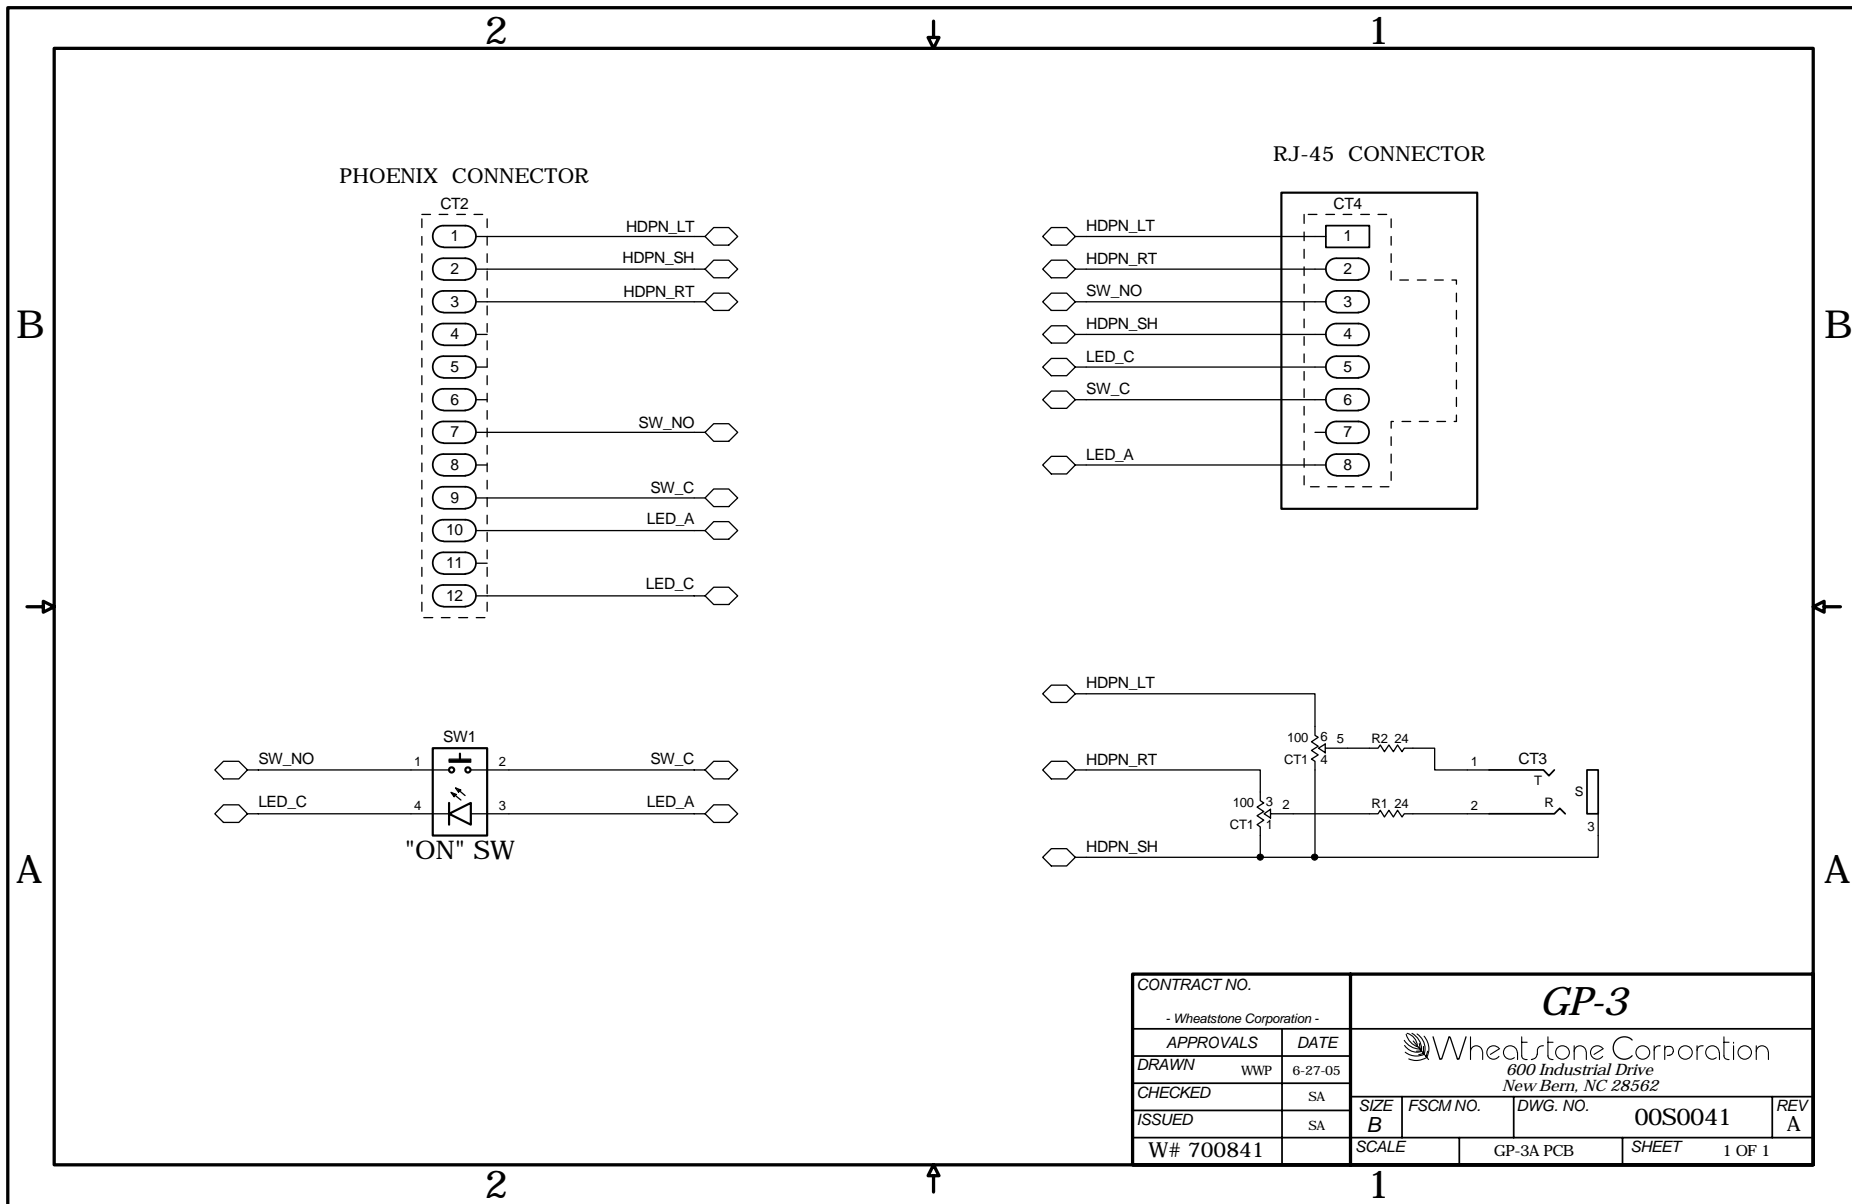 2
1
PHOENIX CONNECTOR
CT2
1
HDPN_LT
2
HDPN_SH
3
HDPN_RT
4
5
6
7
SW_NO
8
9
SW_C
10
LED_A
11
12
LED_C
RJ-45 CONNECTOR
CT4
HDPN_LT
1
HDPN_RT
2
SW_NO
3
HDPN_SH
4
LED_C
5
SW_C
6
7
LED_A
8
B
B
SW1
SW_NO
1
2
SW_C
LED_C
4
3
LED_A
"ON" SW
HDPN_LT
100
6
5
R2 24
CT1
4
1
CT3
T
HDPN_RT
100
3
2
R1 24
CT1
1
2
R
S
3
HDPN_SH
A
A
CONTRACT NO.
- Wheatstone Corporation -
APPROVALS DATE
DRAWN WWP 6-27-05
CHECKED SA
ISSUED SA
W# 700841
GP-3
Wheatstone Corporation
600 Industrial Drive
New Bern, NC 28562
SIZE B
FSCM NO.
DWG. NO. 00S0041
REV A
SCALE
GP-3A PCB
SHEET 1 OF 1
2
1